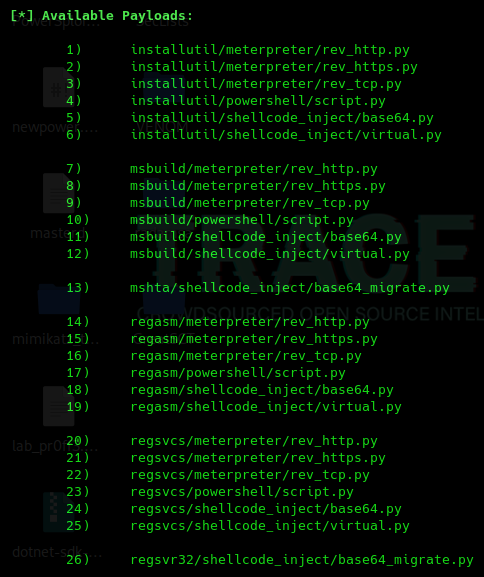 [*] Available Payloads:
1) installutil/meterpreter/rev_http.py
2) installutil/meterpreter/rev_https.py
3) installutil/meterpreter/rev_tcp.py
4) installutil/powershell/script.py
5) installutil/shellcode_inject/base64.py
6) installutil/shellcode_inject/virtual.py
7) msbuild/meterpreter/rev_http.py
8) msbuild/meterpreter/rev_https.py
9) msbuild/meterpreter/rev_tcp.py
10) msbuild/powershell/script.py
11) msbuild/shellcode_inject/base64.py
12) msbuild/shellcode_inject/virtual.py
13) mshta/shellcode_inject/base64_migrate.py
14) regasm/meterpreter/rev_http.py
15) regasm/meterpreter/rev_https.py
16) regasm/meterpreter/rev_tcp.py
17) regasm/powershell/script.py
18) regasm/shellcode_inject/base64.py
19) regasm/shellcode_inject/virtual.py
20) regsvcs/meterpreter/rev_http.py
21) regsvcs/meterpreter/rev_https.py
22) regsvcs/meterpreter/rev_tcp.py
23) regsvcs/powershell/script.py
24) regsvcs/shellcode_inject/base64.py
25) regsvcs/shellcode_inject/virtual.py
26) regsvr32/shellcode_inject/base64_migrate.py
TRACE
OPEN SOURCE INTEL
dotnet-sdk...